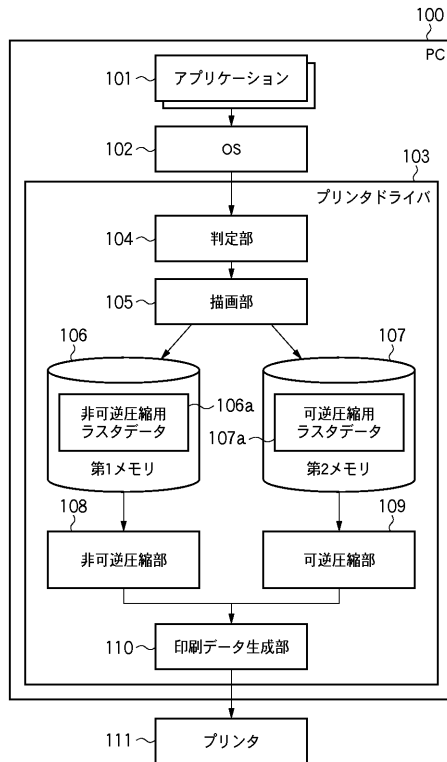 100
PC
101
アプリケーション
102
OS
103
プリンタドライバ
104
判定部
105
描画部
106
107
非可逆圧縮用
ラスタデータ
106a
第1メモリ
可逆圧縮用
ラスタデータ
107a
第2メモリ
108
非可逆圧縮部
109
可逆圧縮部
110
印刷データ生成部
111
プリンタ